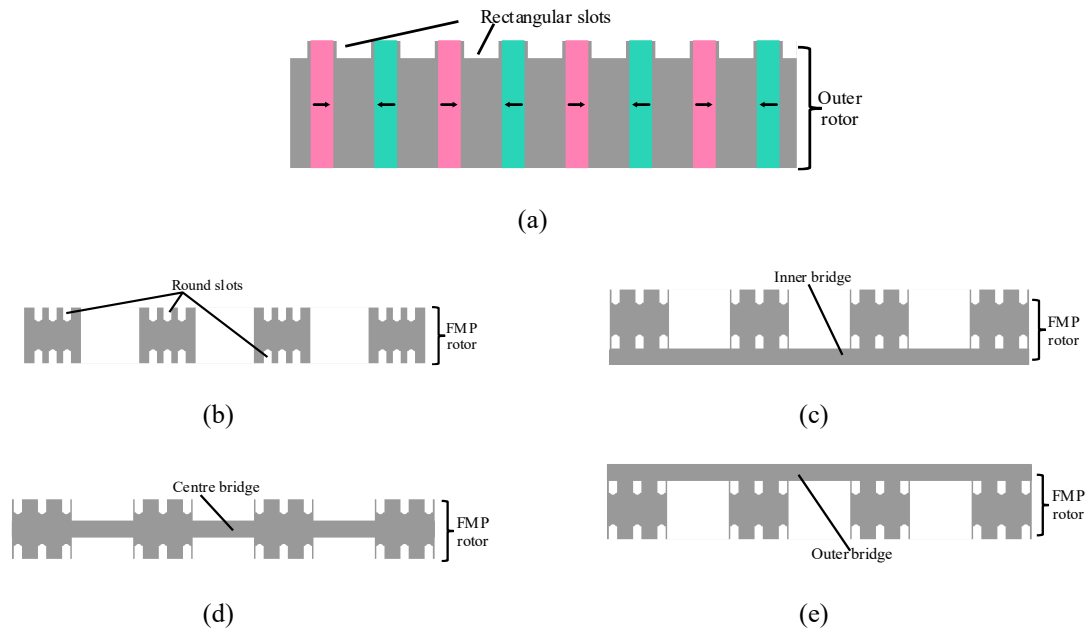 Rectangular slots
Outer
rotor
(a)
Round slots
FMP
rotor
(b)
Inner bridge
FMP
rotor
(c)
Centre bridge
FMP
rotor
(d)
FMP
rotor
Outer bridge
(e)